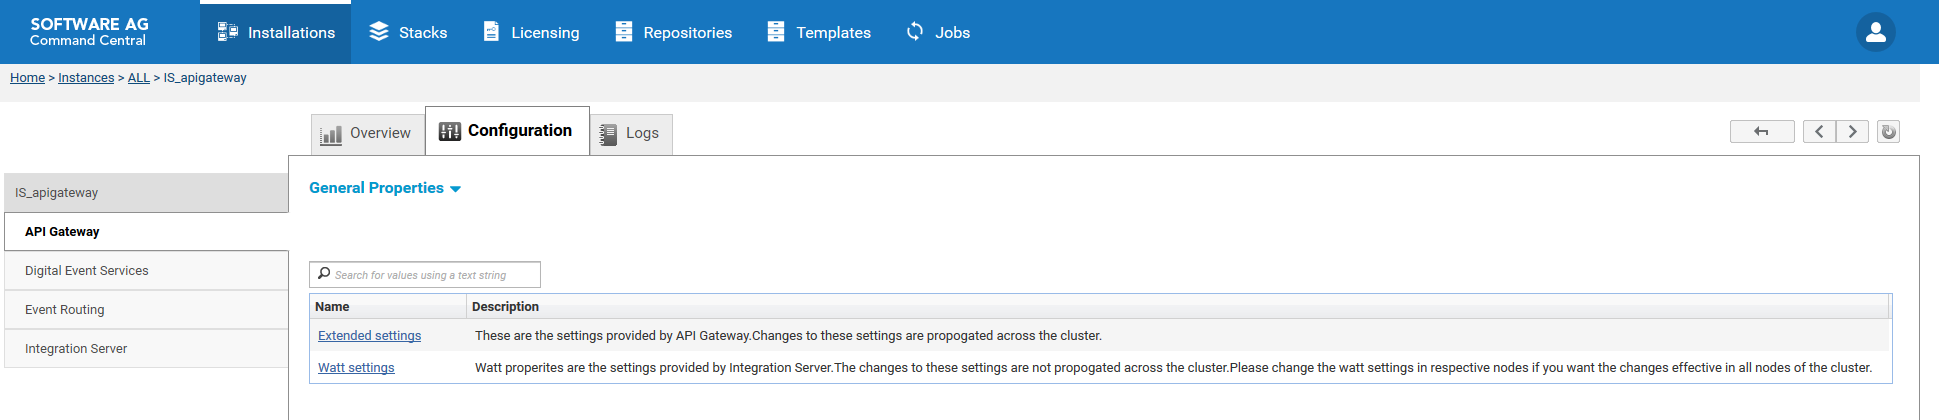 SOFTWARE AG
Command Central
Installations
Stacks
Licensing
Repositories
Templates
Jobs
Home > Instances > ALL > IS_apigateway
Overview
Configuration
Logs
IS_apigateway
API Gateway
Digital Event Services
Event Routing
Integration Server
General Properties
Search for values using a text string
Name Description
Extended settings These are the settings provided by API Gateway.Changes to these settings are propogated across the cluster.
Watt settings Watt properites are the settings provided by Integration Server.The changes to these settings are not propogated across the cluster.Please change the watt settings in respective nodes if you want the changes effective in all nodes of the cluster.